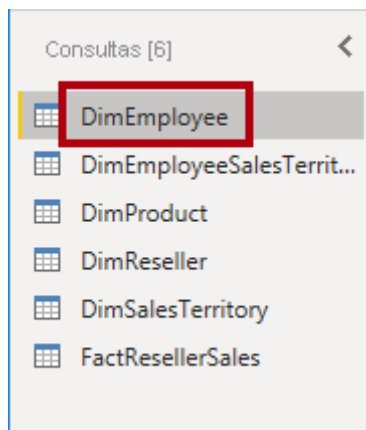 Consultas [6]
DimEmployee
DimEmployeeSalesTerrit...
DimProduct
DimReseller
DimSalesTerritory
FactResellerSales